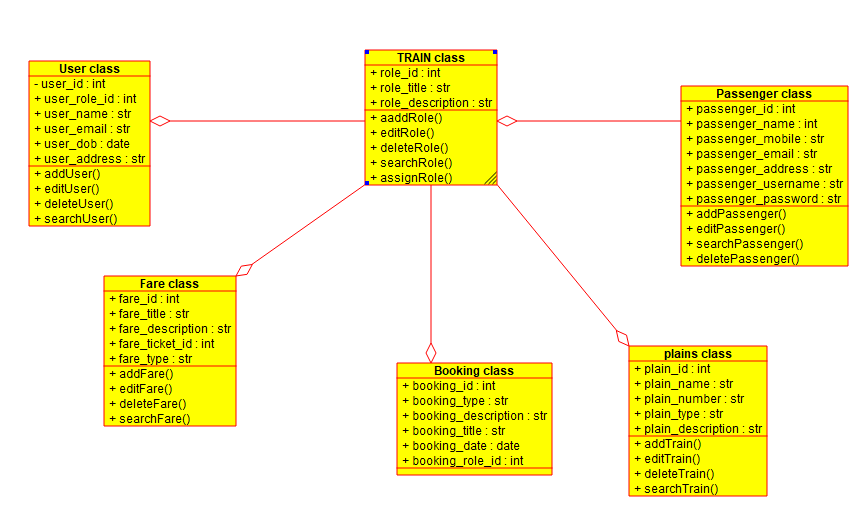 User class
- user_id : int
+ user_role_id : int
+ user_name : str
+ user_email : str
+ user_dob : date
+ user_address : str
+ addUser()
+ editUser()
+ deleteUser()
+ searchUser()
TRAIN class
+ role_id : int
+ role_title : str
+ role_description : str
+ aaddRole()
+ editRole()
+ deleteRole()
+ searchRole()
+ assignRole()
Passenger class
+ passenger_id : int
+ passenger_name : int
+ passenger_mobile : str
+ passenger_email : str
+ passenger_address : str
+ passenger_username : str
+ passenger_password : str
+ addPassenger()
+ editPassenger()
+ searchPassenger()
+ deletePassenger()
Fare class
+ fare_id : int
+ fare_title : str
+ fare_description : str
+ fare_ticket_id : int
+ fare_type : str
+ addFare()
+ editFare()
+ deleteFare()
+ searchFare()
Booking class
+ booking_id : int
+ booking_type : str
+ booking_description : str
+ booking_title : str
+ booking_date : date
+ booking_role_id : int
plains class
+ plain_id : int
+ plain_name : str
+ plain_number : str
+ plain_type : str
+ plain_description : str
+ addTrain()
+ editTrain()
+ deleteTrain()
+ searchTrain()